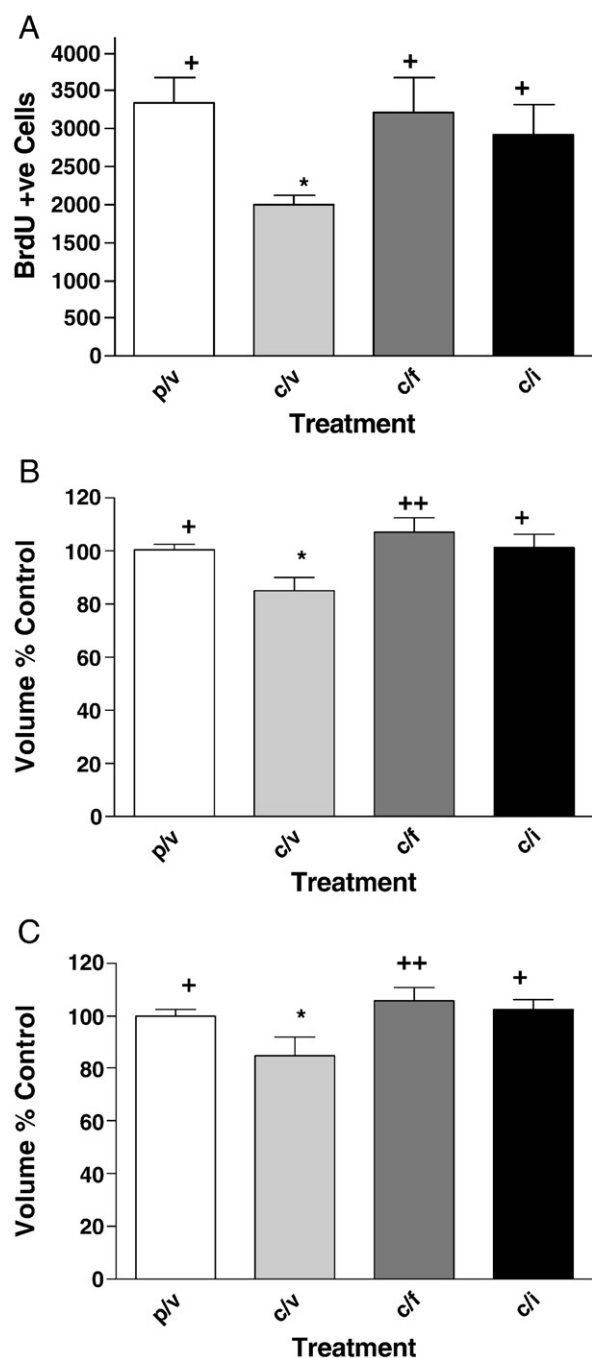 A
+
+
+
*
4000
3500
3000
2500
2000
1500
1000
500
0
BrdU +ve Cells
p/v
c/v
c/f
c/i
Treatment
B
++
+
+
*
120
100
80
60
40
20
0
Volume % Control
p/v
c/v
c/f
c/i
Treatment
C
++
+
+
*
120
100
80
60
40
20
0
Volume % Control
p/v
c/v
c/f
c/i
Treatment